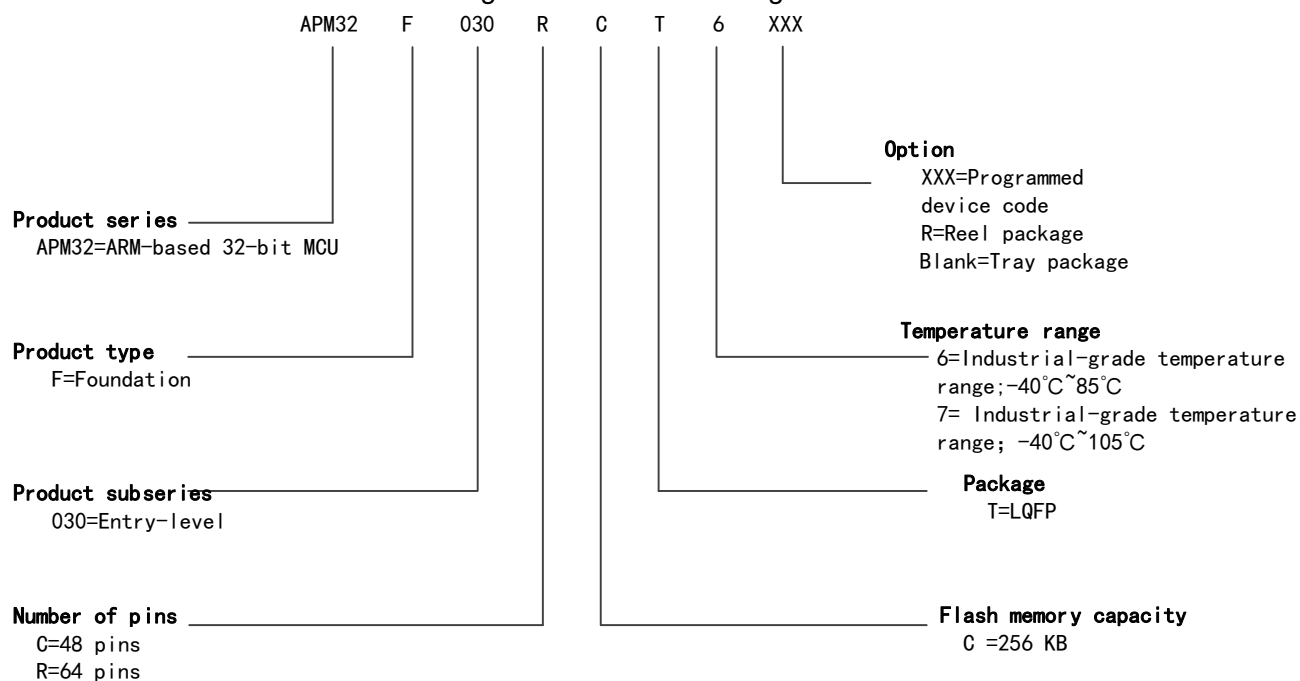 APM32 F 030 R C T 6 XXX
Option
XXX=Programmed
device code
R=Reel package
Blank=Tray package
Product series
APM32=ARM-based 32-bit MCU
Temperature range
6=Industrial-grade temperature
range;-40℃~85℃
7= Industrial-grade temperature
range；-40℃~105℃
Product type
F=Foundation
Package
T=LQFP
Product subseries
030=Entry-level
Number of pins
C=48 pins
R=64 pins
Flash memory capacity
C =256 KB